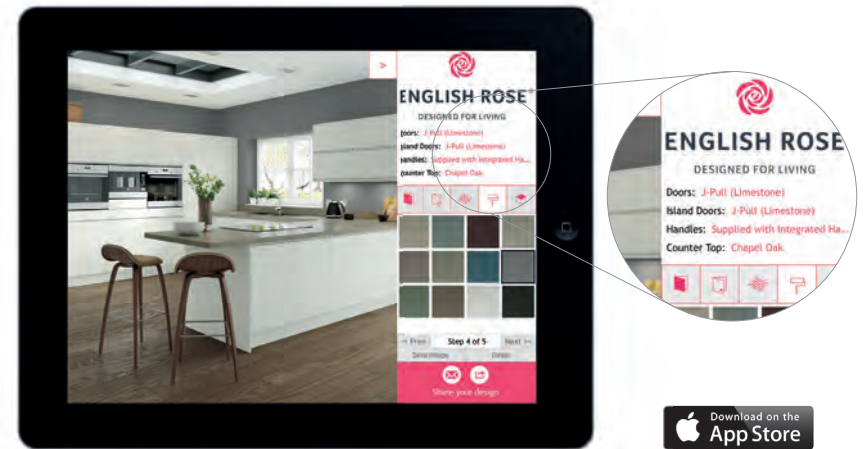 >
ENGLISH ROSE®
DESIGNED FOR LIVING
Doors: J-Pull (Limestone)
Island Doors: J-Pull (Limestone)
Handles: Supplied with Integrated Ha...
Counter Top: Chapel Oak
<< Prev Step 4 of 5 Next >>
Save Image
Share your design
ENGLISH ROSE
DESIGNED FOR LIVING
Doors: J-Pull (Limestone)
Island Doors: J-Pull (Limestone)
Handles: Supplied with Integrated Ha...
Counter Top: Chapel Oak
Download on the
App Store